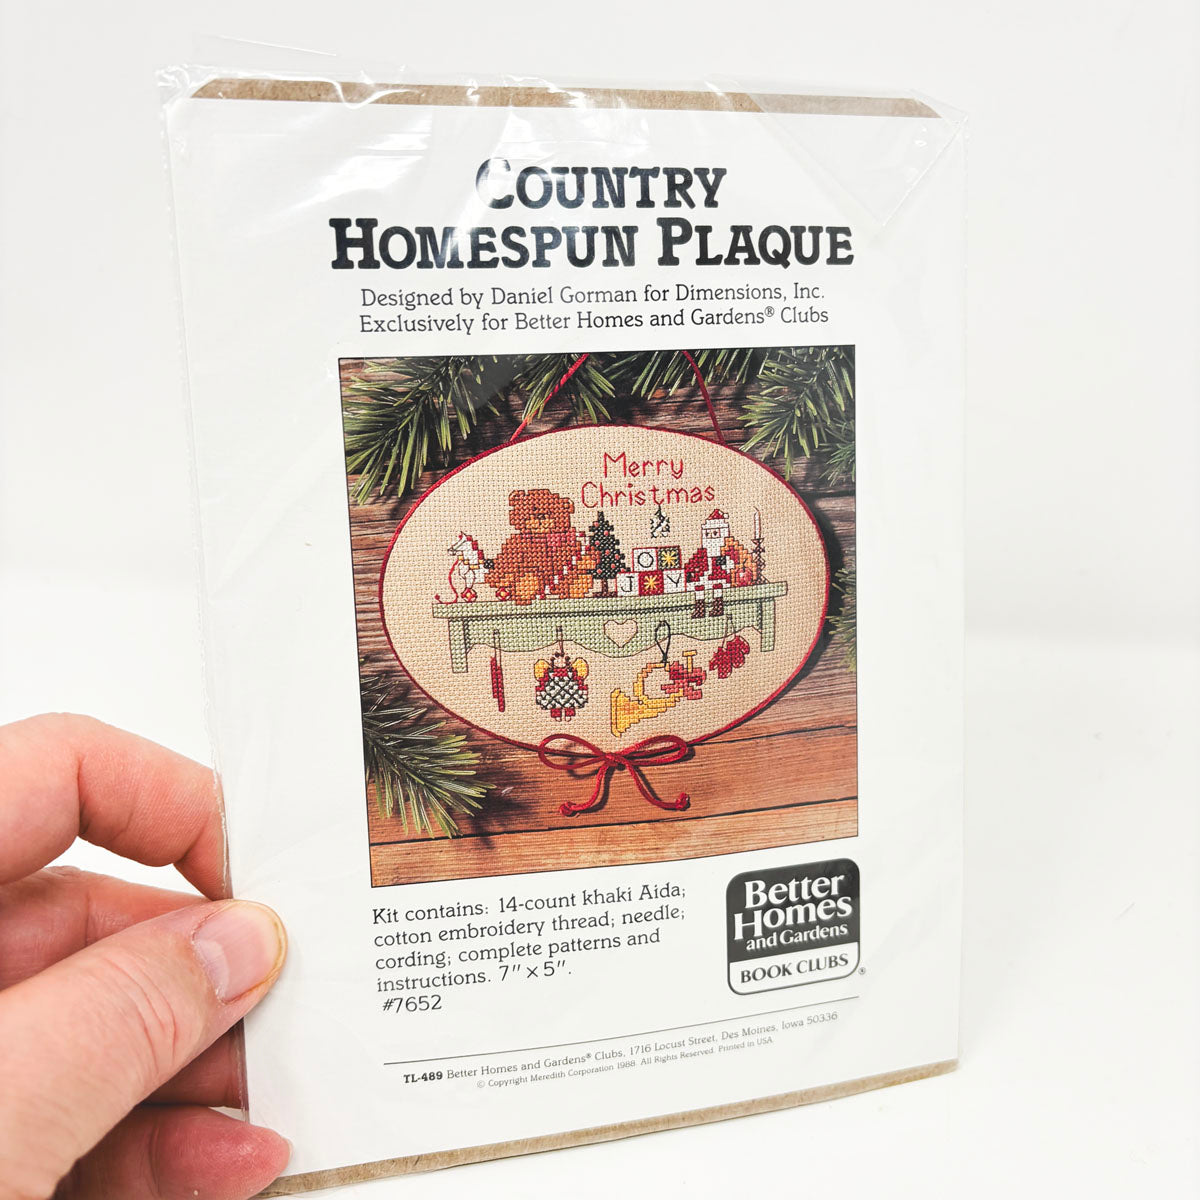 COUNTRY
HOMESPUN PLAQUE
Designed by Daniel Gorman for Dimensions, Inc.
Exclusively for Better Homes and Gardens® Clubs
Merry
Christmas
O
J Y
Kit contains: 14-count khaki Aida;
cotton embroidery thread; needle;
cording; complete patterns and
instructions. 7" x 5".
#7652
Better
Homes
and Gardens
BOOK CLUBS®
TL-489 Better Homes and Gardens® Clubs, 1716 Locust Street, Des Moines, Iowa 50336
© Copyright Meredith Corporation 1988. All Rights Reserved. Printed in USA